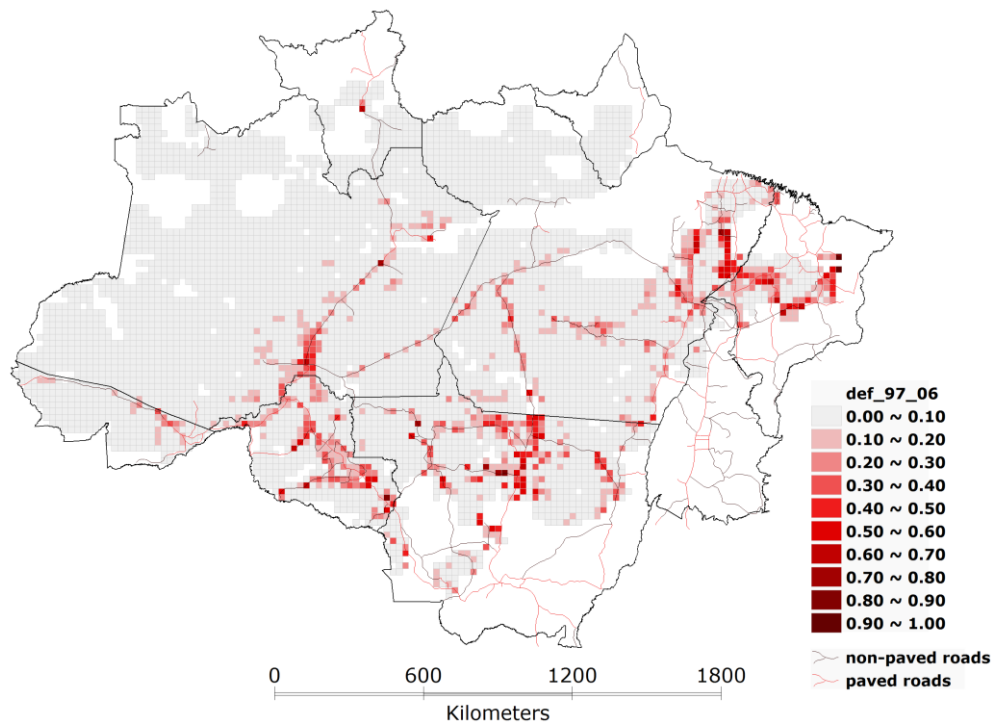 def_97_06
0.00 ~ 0.10
0.10 ~ 0.20
0.20 ~ 0.30
0.30 ~ 0.40
0.40 ~ 0.50
0.50 ~ 0.60
0.60 ~ 0.70
0.70 ~ 0.80
0.80 ~ 0.90
0.90 ~ 1.00
non-paved roads
paved roads
0 600 1200 1800
Kilometers